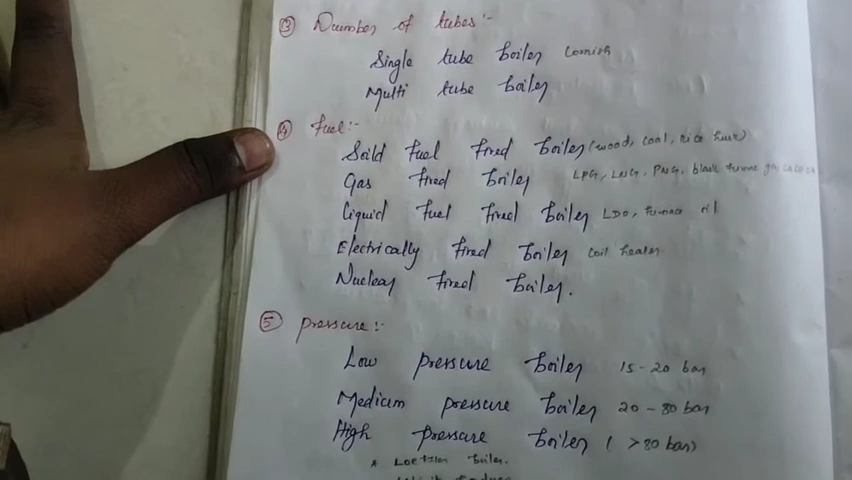 ③ Number of tubes:-
Single tube boiler Cornish
Multi tube boiler
④ Fuel:-
Soild fuel fired boiler (wood, coal, rice husk)
Gas fired boiler LPG, LNG, PNG, blast furnace gas
Liquid fuel fired boiler LDO, furnace oil
Electrically fired boiler coil heater
Nuclear fired boiler.
⑤ pressure:-
Low pressure boiler 15-20 bar
Medium pressure boiler 20-80 bar
High pressure boiler ( >80 bar)
* boiler.